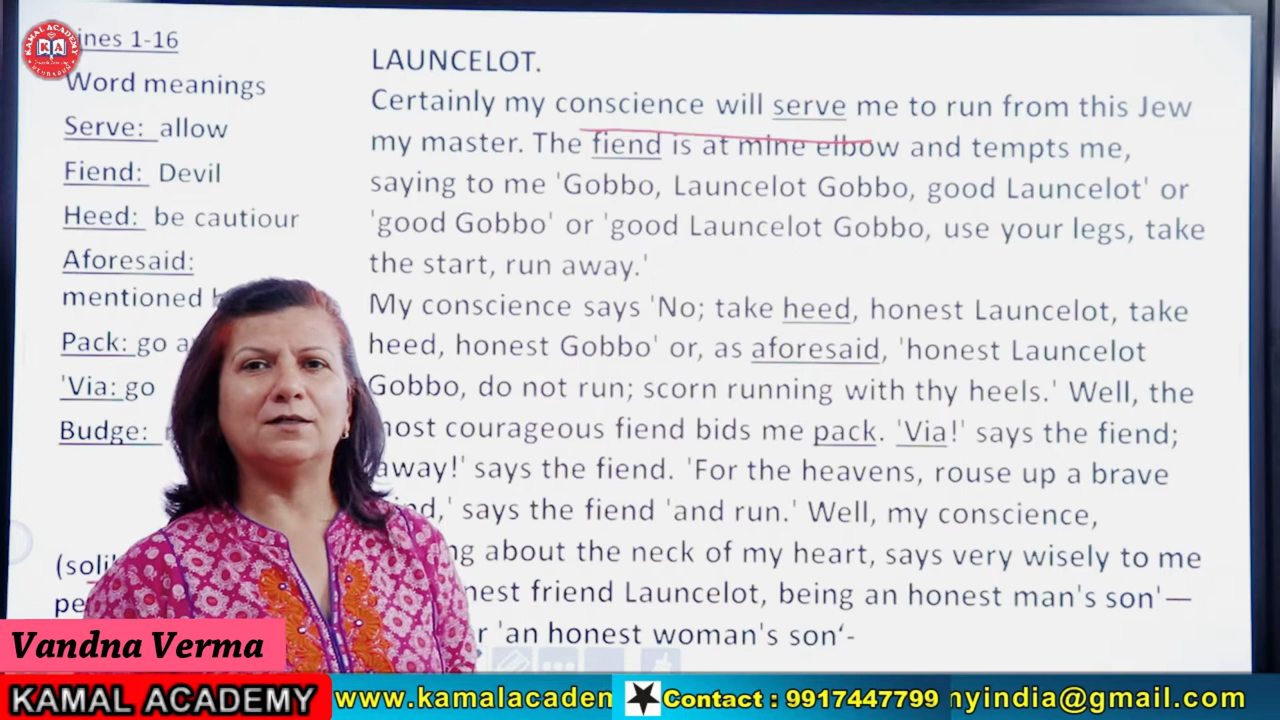 KAMAL ACADEMY
KA
Lines 1-16
Word meanings
Serve: allow
Fiend: Devil
Heed: be cautiour
Aforesaid:
mentioned
Pack: go
'Via: go
Budge:
(soli
pe
LAUNCELOT.
Certainly my conscience will serve me to run from this Jew
my master. The fiend is at mine elbow and tempts me,
saying to me 'Gobbo, Launcelot Gobbo, good Launcelot' or
'good Gobbo' or 'good Launcelot Gobbo, use your legs, take
the start, run away.'
My conscience says 'No; take heed, honest Launcelot, take
heed, honest Gobbo' or, as aforesaid, 'honest Launcelot
Gobbo, do not run; scorn running with thy heels.' Well, the
most courageous fiend bids me pack. 'Via!' says the fiend;
away!' says the fiend. 'For the heavens, rouse up a brave
says the fiend 'and run.' Well, my conscience,
about the neck of my heart, says very wisely to me
friend Launcelot, being an honest man's son'—
'an honest woman's son‘-
Vandna Verma
KAMAL ACADEMY www.kamalacadem Contact : 9917447799 nyindia@gmail.com